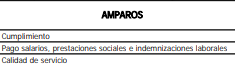 AMPAROS
Cumplimiento
Pago salarios, prestaciones sociales e indemnizaciones laborales
Calidad de servicio